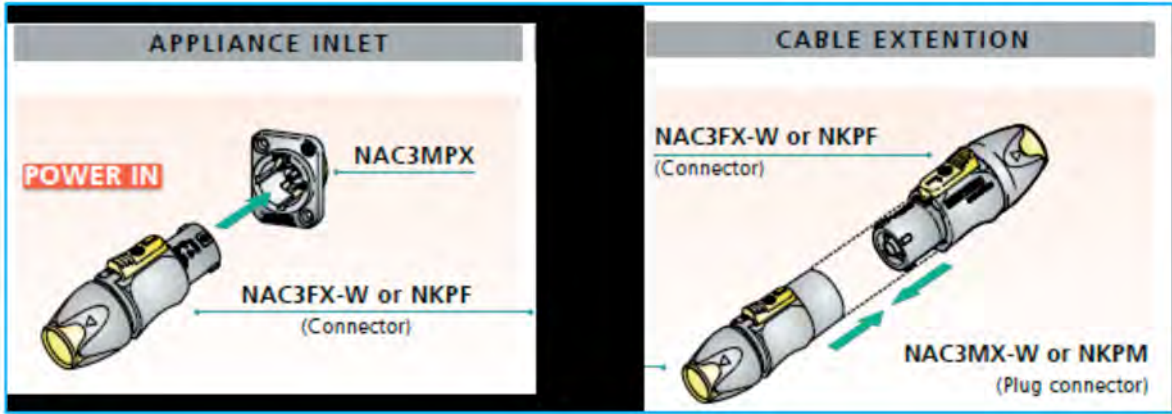 APPLIANCE INLET
POWER IN
NAC3MPX
NAC3FX-W or NKPF
(Connector)
CABLE EXTENTION
NAC3FX-W or NKPF
(Connector)
NAC3MX-W or NKPM
(Plug connector)